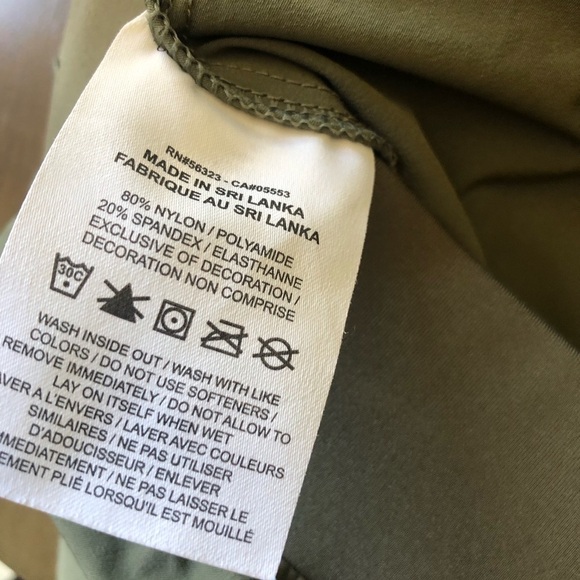 RN#56323 - CA#05553
MADE IN SRI LANKA
FABRIQUE AU SRI LANKA
80% NYLON / POLYAMIDE
20% SPANDEX / ELASTHANNE
EXCLUSIVE OF DECORATION /
DECORATION NON COMPRISE
30C
WASH INSIDE OUT / WASH WITH LIKE
COLORS / DO NOT USE SOFTENERS /
REMOVE IMMEDIATELY / DO NOT ALLOW TO
LAY ON ITSELF WHEN WET
AVER A L'ENVERS / LAVER AVEC COULEURS
SIMILAIRES / NE PAS UTILISER
D'ADOUCISSEUR / ENLEVER
MMEDIATEMENT / NE PAS LAISSER LE
EMENT PLIÉ LORSQU'IL EST MOUILLÉ